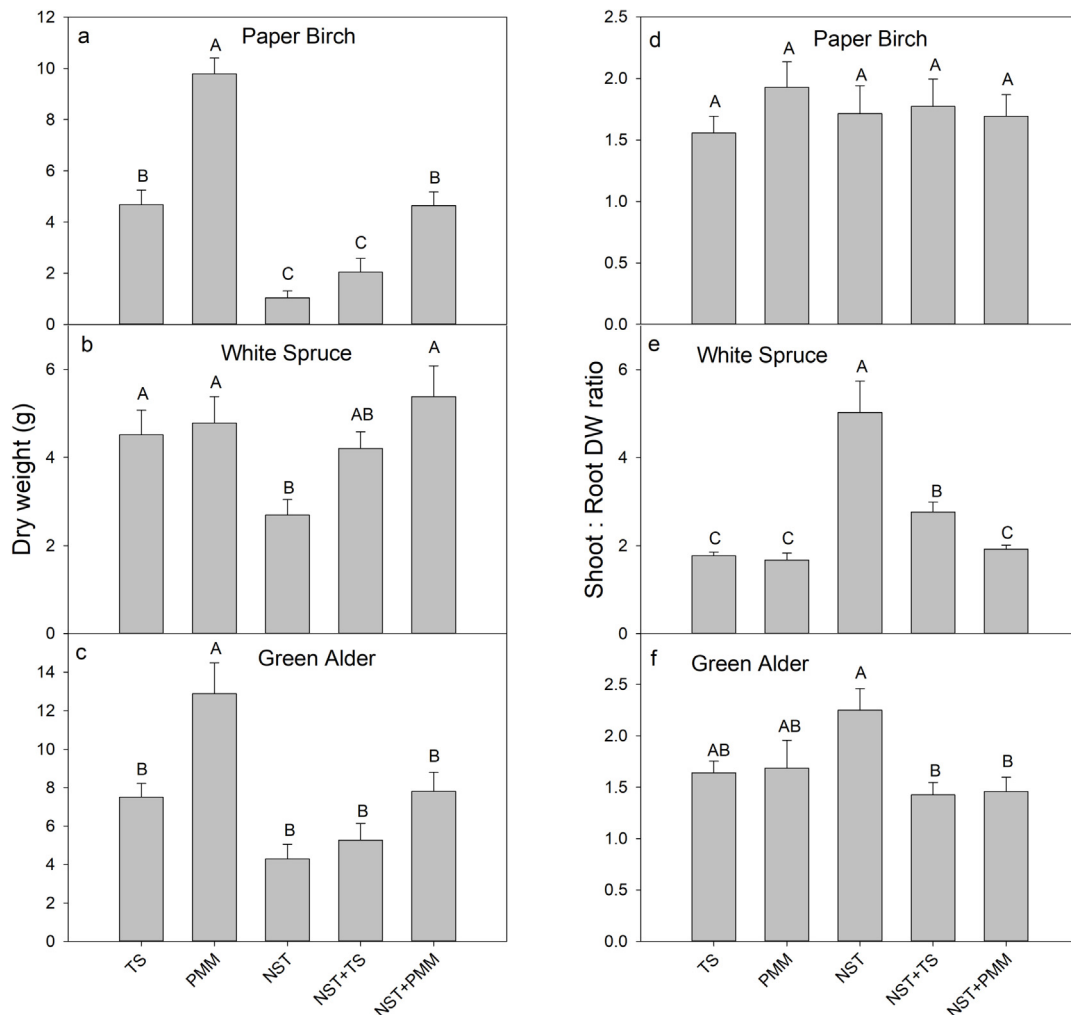 a
Paper Birch
12
10
8
6
4
2
0
B
A
C
C
B
b
White Spruce
6
4
2
0
A
A
B
AB
A
Dry weight (g)
c
Green Alder
14
12
10
8
6
4
2
0
B
A
B
B
B
TS
PMM
NST
NST+TS
NST+PMM
d
Paper Birch
2.5
2.0
1.5
1.0
0.5
0.0
A
A
A
A
A
e
White Spruce
6
4
2
0
C
C
A
B
C
Shoot : Root DW ratio
f
Green Alder
2.5
2.0
1.5
1.0
0.5
0.0
AB
AB
A
B
B
TS
PMM
NST
NST+TS
NST+PMM